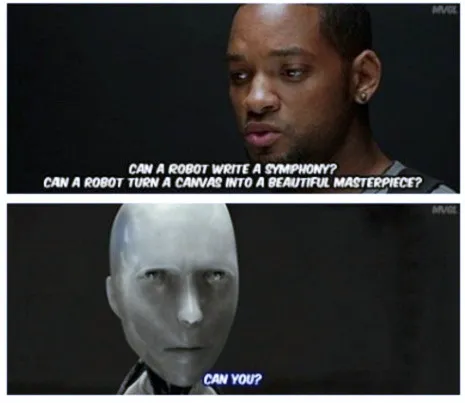 CAN A ROBOT WRITE A SYMPHONY?
CAN A ROBOT TURN A CANVAS INTO A BEAUTIFUL MASTERPIECE?
CAN YOU?